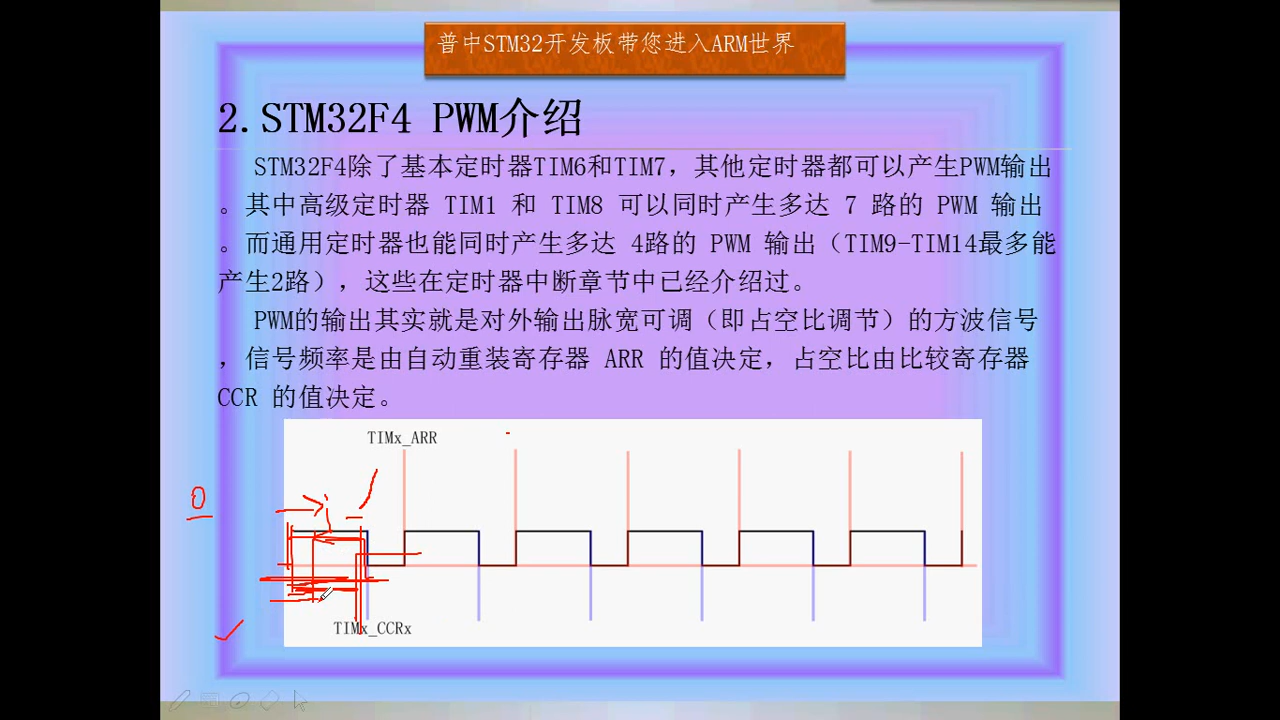 普中STM32开发板带您进入ARM世界
2.STM32F4 PWM介绍
STM32F4除了基本定时器TIM6和TIM7，其他定时器都可以产生PWM输出
。其中高级定时器 TIM1 和 TIM8 可以同时产生多达 7 路的 PWM 输出
。而通用定时器也能同时产生多达 4路的 PWM 输出（TIM9-TIM14最多能
产生2路），这些在定时器中断章节中已经介绍过。
PWM的输出其实就是对外输出脉宽可调（即占空比调节）的方波信号
，信号频率是由自动重装寄存器 ARR 的值决定，占空比由比较寄存器
CCR 的值决定。
TIMx_ARR
0
TIMx_CCRx